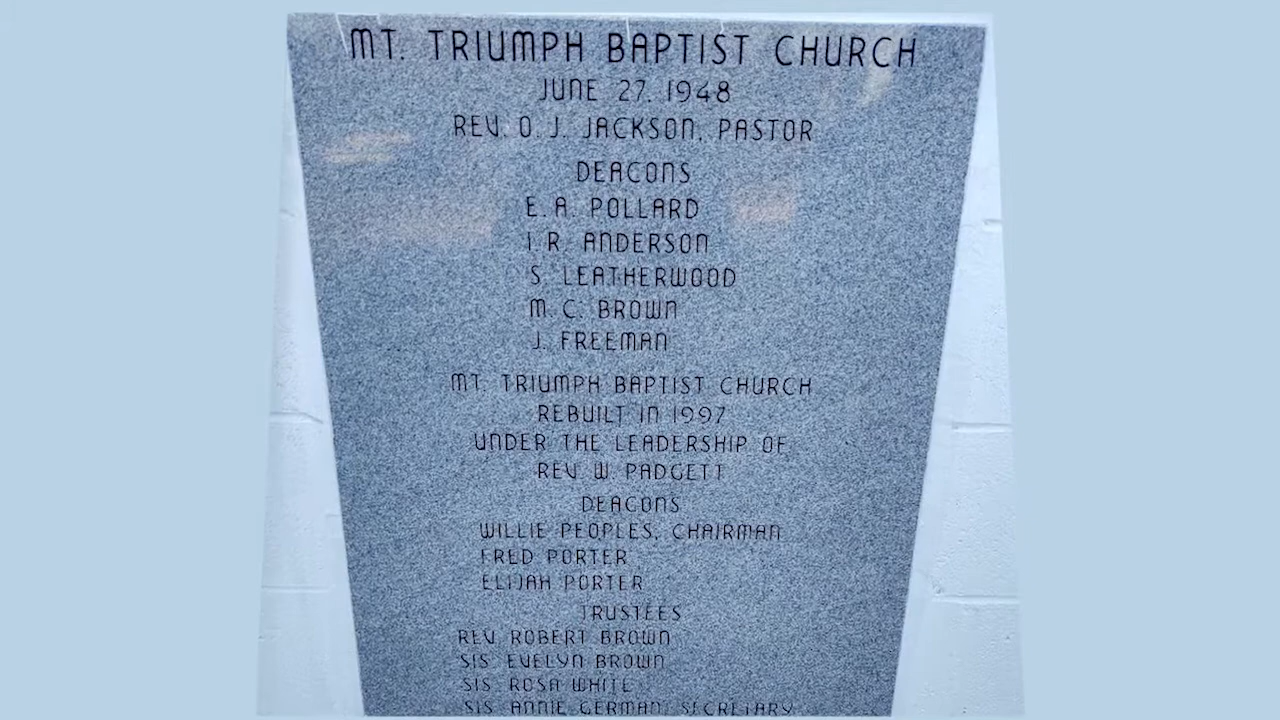 MT. TRIUMPH BAPTIST CHURCH
JUNE 27, 1948
REV. O. J. JACKSON, PASTOR
DEACONS
E. A. POLLARD
I. R. ANDERSON
S. LEATHERWOOD
M. C. BROWN
J. FREEMAN
MT. TRIUMPH BAPTIST CHURCH
REBUILT IN 1997
UNDER THE LEADERSHIP OF
REV. W. PADGETT
DEACONS
WILLIE PEOPLES, CHAIRMAN
FRED PORTER
ELIJAH PORTER
TRUSTEES
REV. ROBERT BROWN
SIS. EVELYN BROWN
SIS. ROSA WHITE
SIS. ANNIE GERMAN, SECRETARY